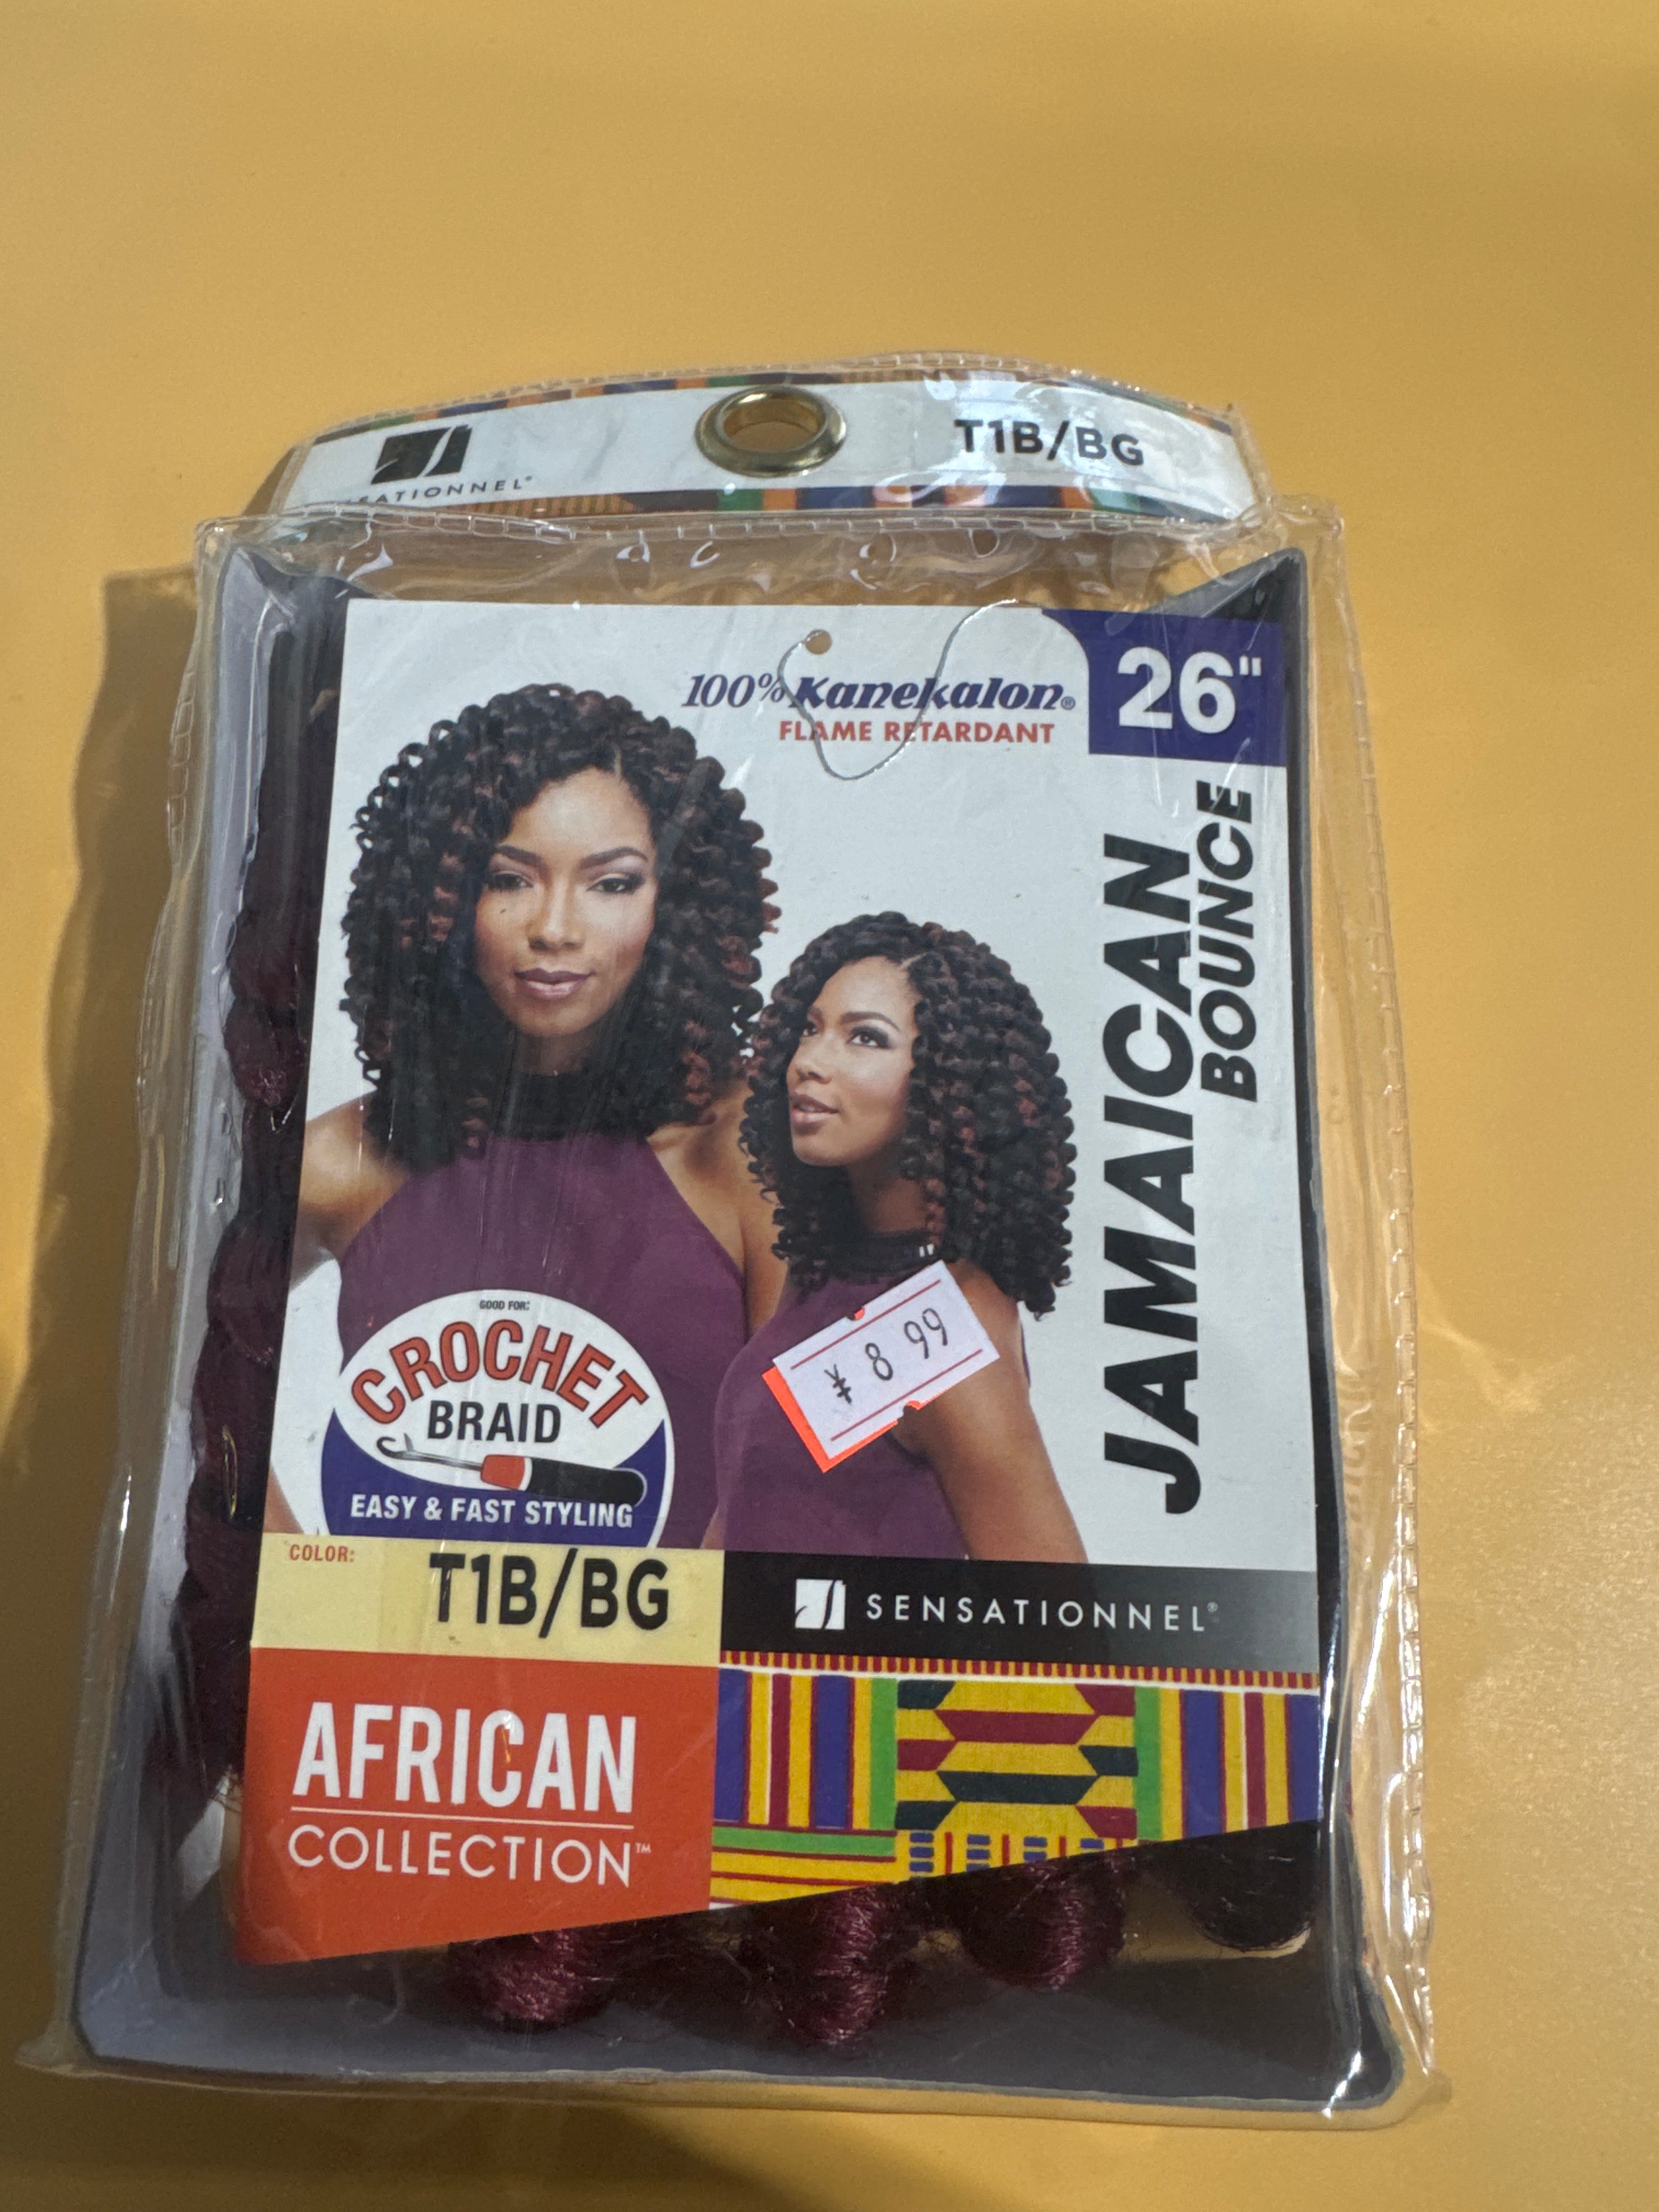 SENSATIONNEL®
T1B/BG
100% Kanekalon®
FLAME RETARDANT
26"
JAMAICAN
BOUNCE
¥ 8 99
GOOD FOR:
CROCHET
BRAID
EASY & FAST STYLING
COLOR:
T1B/BG
SENSATIONNEL®
AFRICAN
COLLECTION™